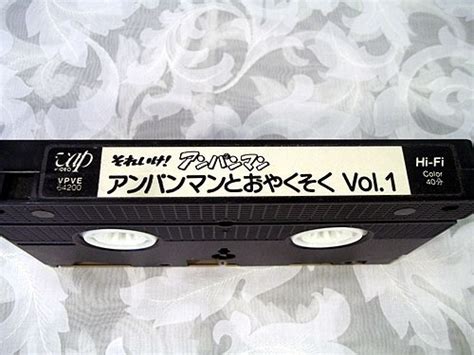 vap
VIDEO
VPVE
64200
それいけ! アンパンマン
アンパンマンとおやくそく Vol.1
Hi-Fi
Color
40分